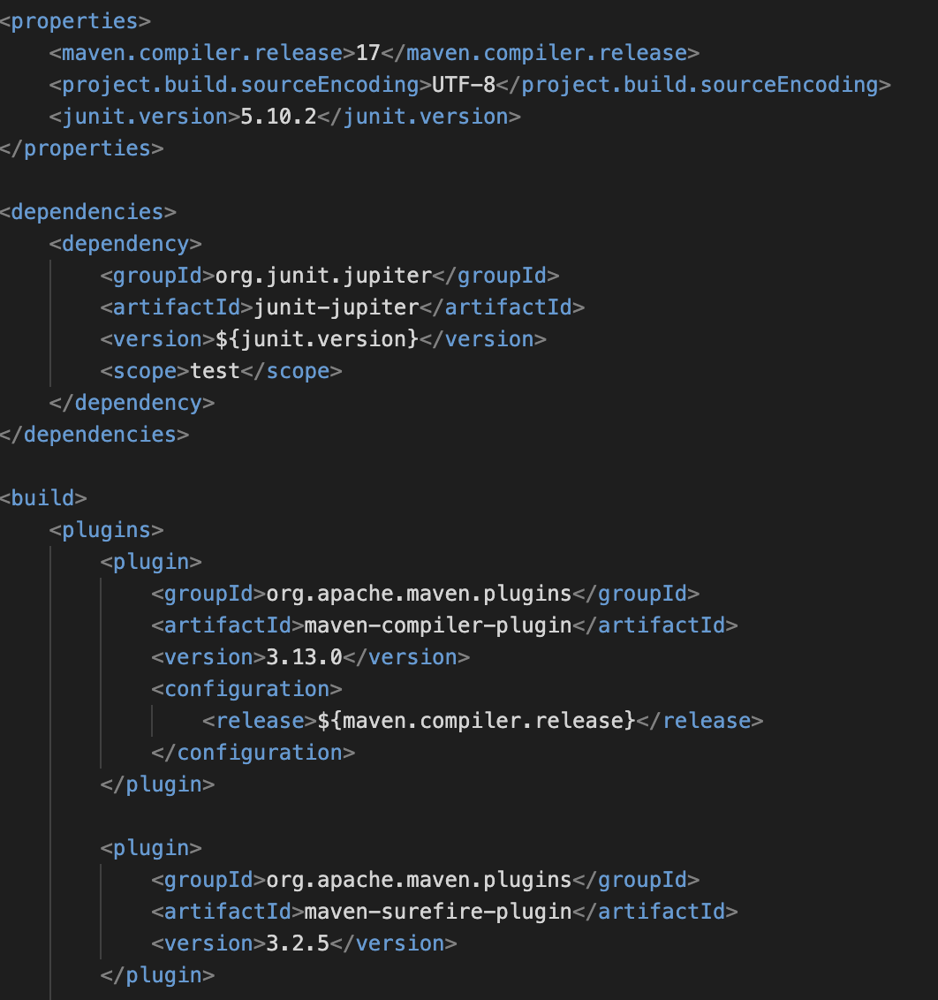 <properties>
<maven.compiler.release>17</maven.compiler.release>
<project.build.sourceEncoding>UTF-8</project.build.sourceEncoding>
<junit.version>5.10.2</junit.version>
</properties>
<dependencies>
<dependency>
<groupId>org.junit.jupiter</groupId>
<artifactId>junit-jupiter</artifactId>
<version>${junit.version}</version>
<scope>test</scope>
</dependency>
</dependencies>
<build>
<plugins>
<plugin>
<groupId>org.apache.maven.plugins</groupId>
<artifactId>maven-compiler-plugin</artifactId>
<version>3.13.0</version>
<configuration>
<release>${maven.compiler.release}</release>
</configuration>
</plugin>
<plugin>
<groupId>org.apache.maven.plugins</groupId>
<artifactId>maven-surefire-plugin</artifactId>
<version>3.2.5</version>
</plugin>